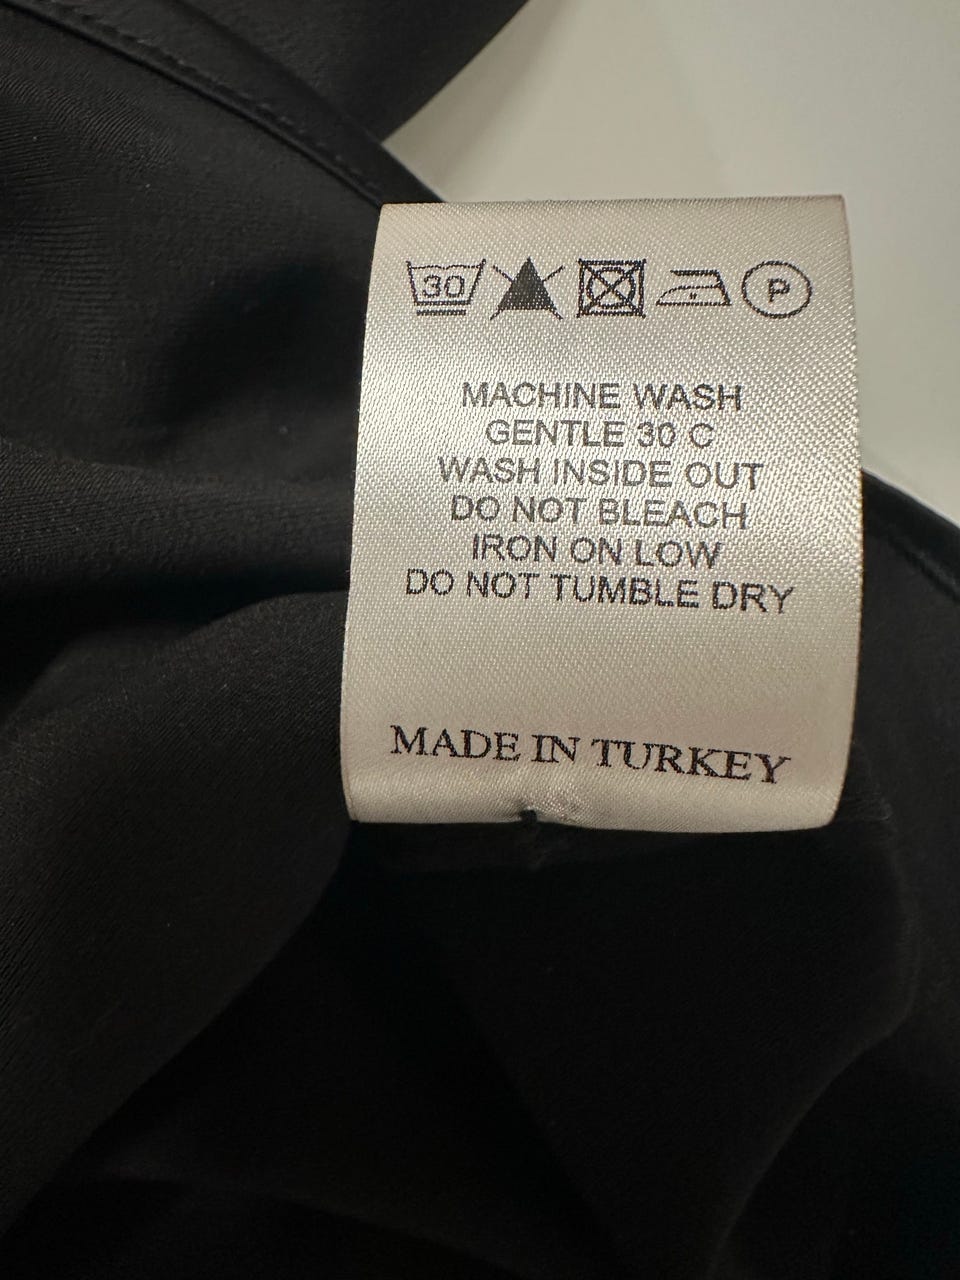 30 P
MACHINE WASH
GENTLE 30 C
WASH INSIDE OUT
DO NOT BLEACH
IRON ON LOW
DO NOT TUMBLE DRY
MADE IN TURKEY